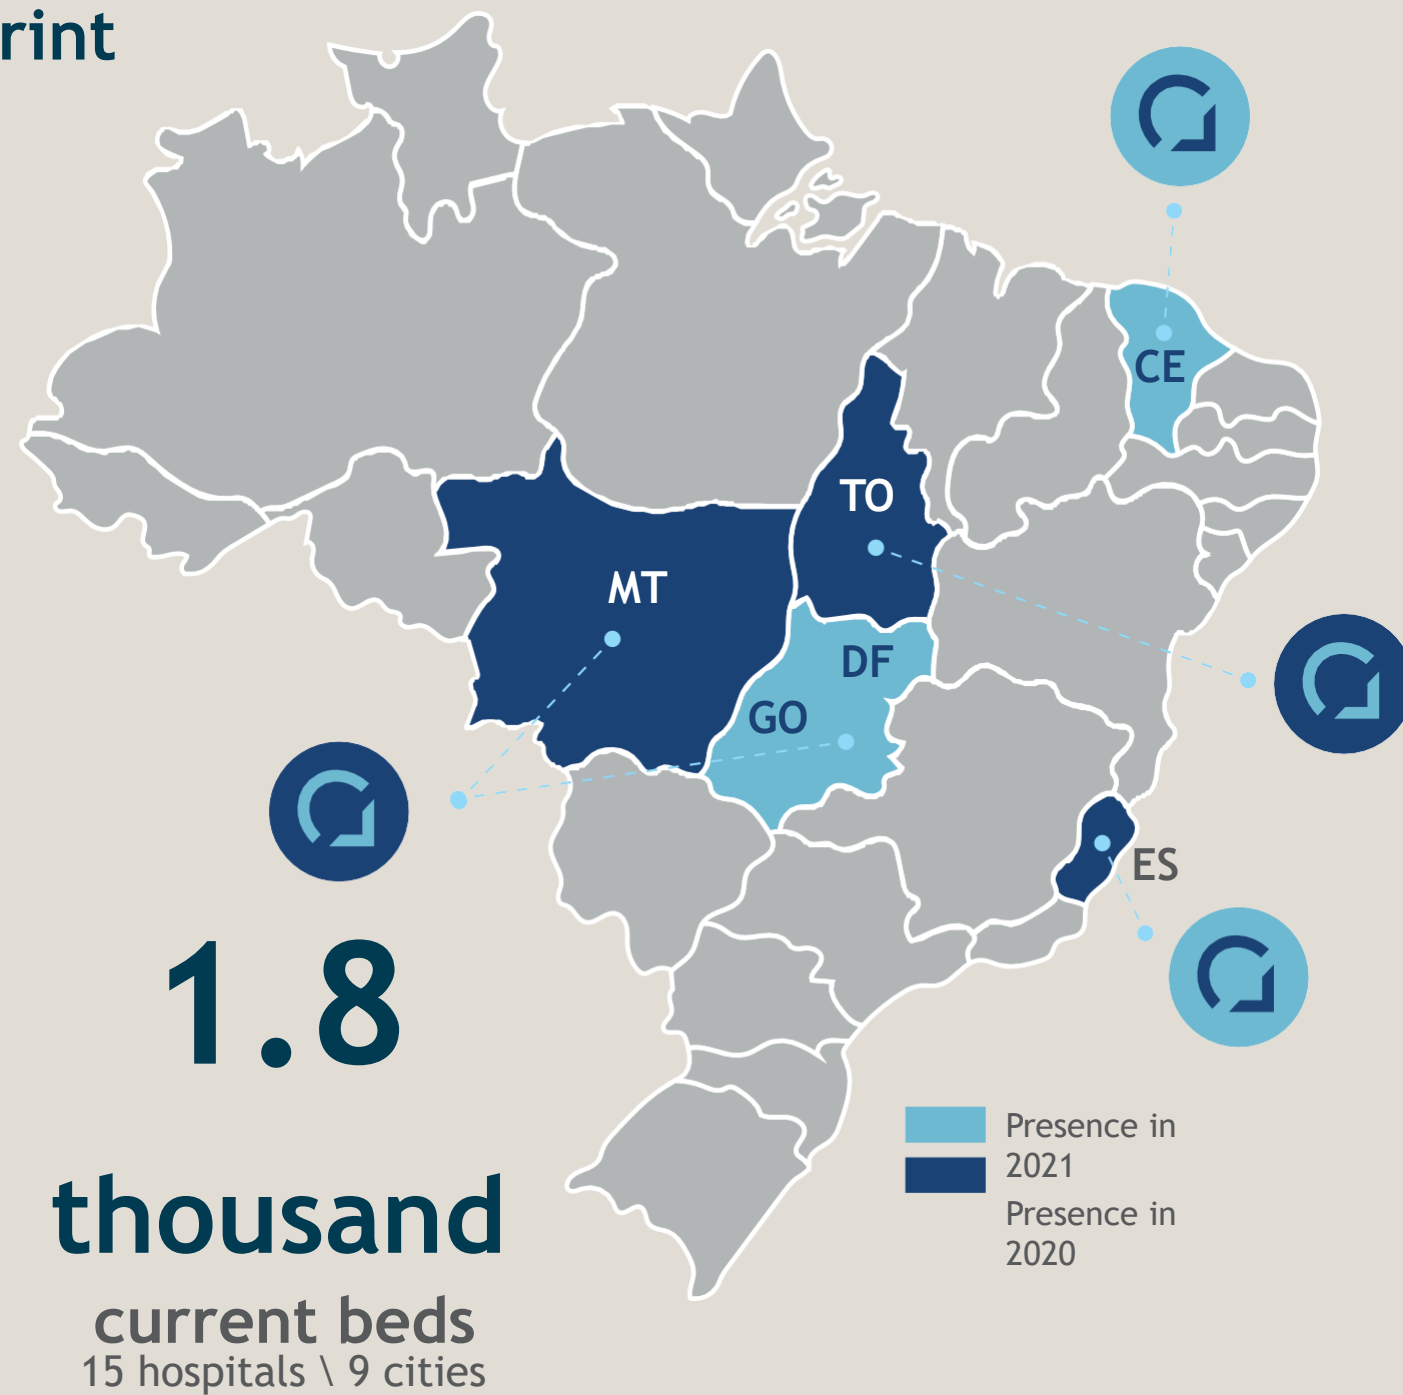 rint
CE
TO
MT
DF
GO
ES
1.8
thousand
current beds
15 hospitals \ 9 cities
Presence in
2021
Presence in
2020